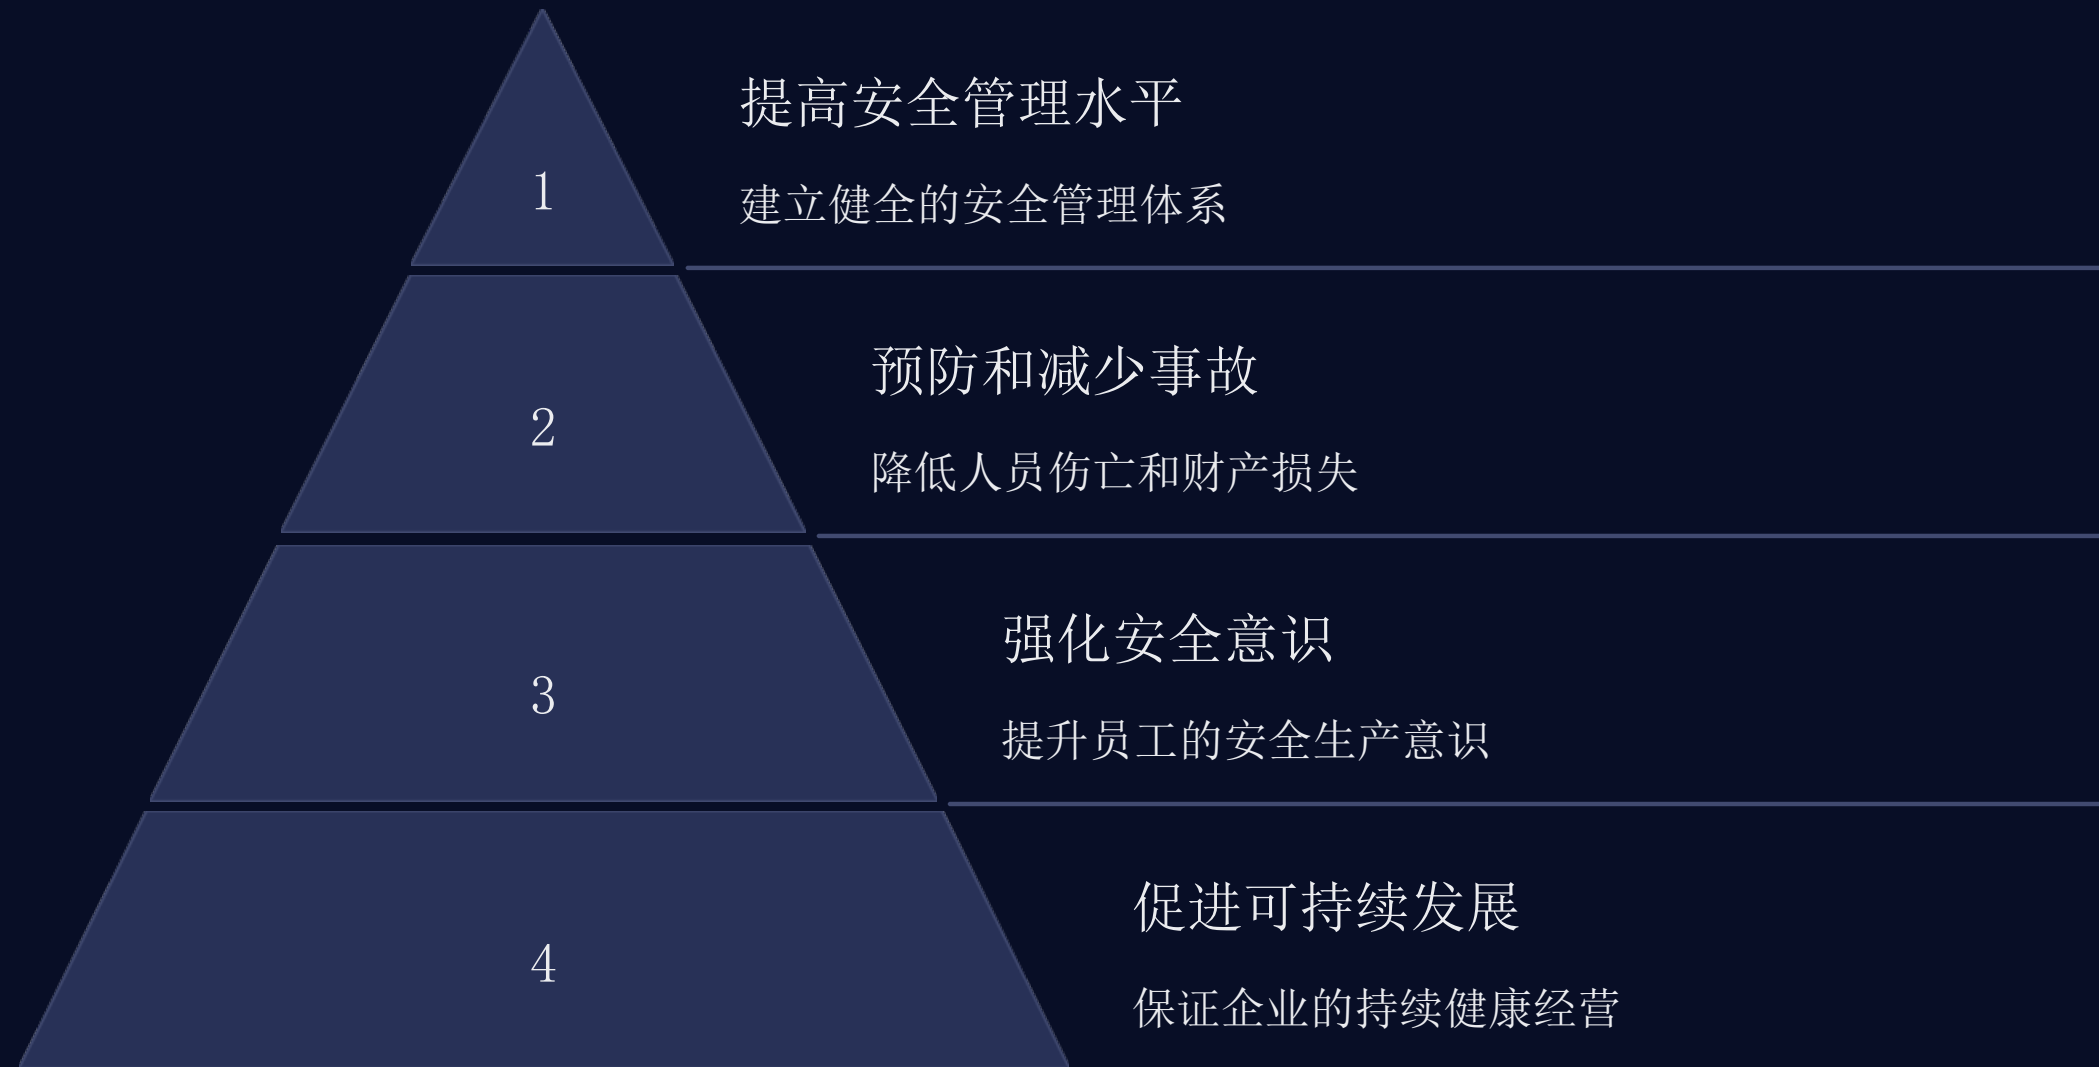 1
提高安全管理水平
建立健全的安全管理体系
2
预防和减少事故
降低人员伤亡和财产损失
3
强化安全意识
提升员工的安全生产意识
4
促进可持续发展
保证企业的持续健康经营